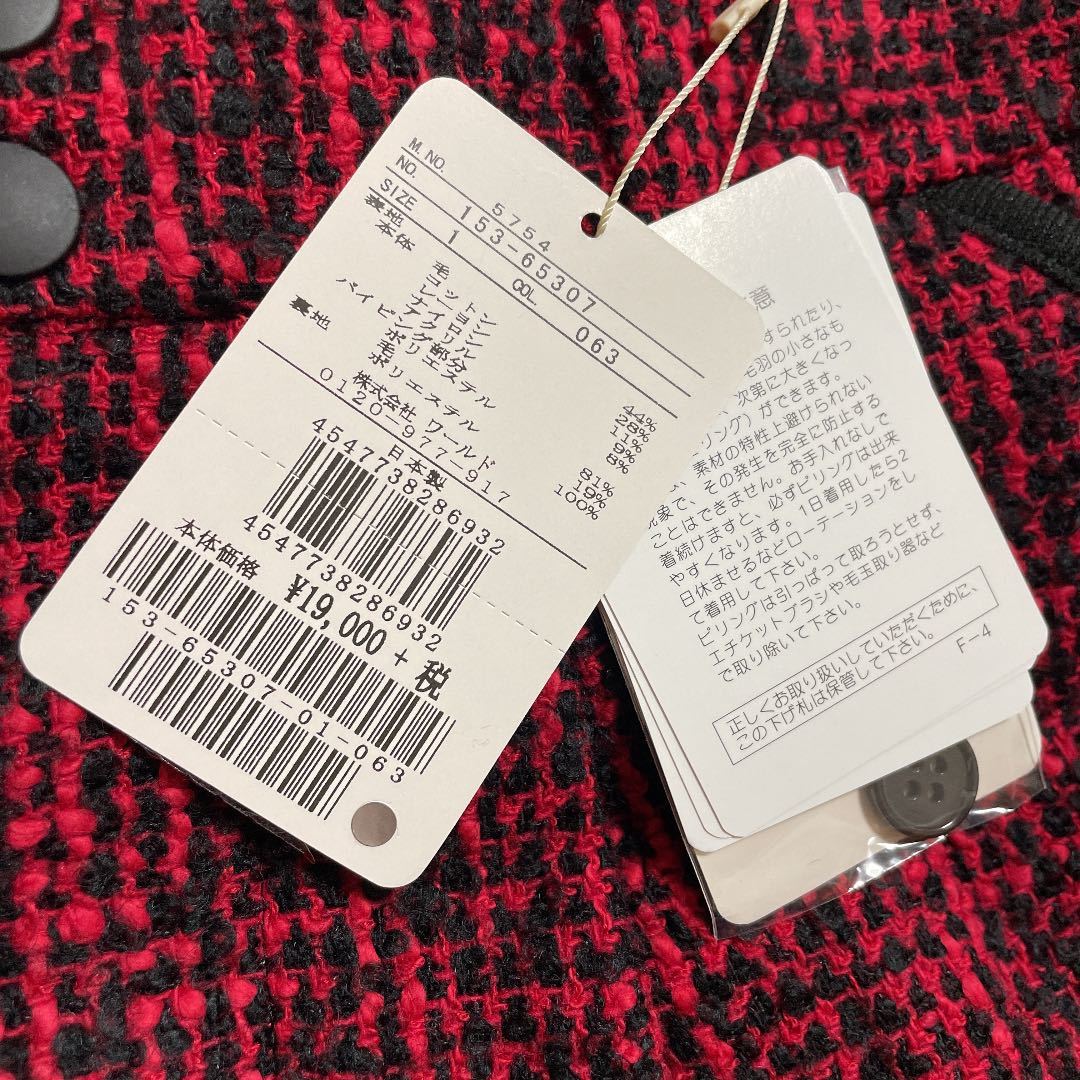 M.NO. 5754
NO. 153-65307
SIZE 1 COL 063
表地
本体 毛 44%
コットン 28%
レーヨン 11%
ナイロン 9%
アクリル 8%
パイピング部分
毛 81%
ポリエステル 19%
裏地 ポリエステル 100%
株式会社 ワールド
0120-977-917
日本製
4547738286932
4547738286932
本体価格 ¥19,000 + 税
153-65307-01-063
意
すられたり、
毛羽の小さなも
次第に大きくなっ
リング)ができます。
素材の特性上避けられない
現象で、その発生を完全に防止する
ことはできません。お手入れなしで
着続けますと、必ずピリングは出来
やすくなります。1日着用したら2
日休ませるなどローテーションをし
て着用して下さい。
ピリングは引っぱって取ろうとせず、
エチケットブラシや毛玉取り器など
で取り除いて下さい。
正しくお取り扱いしていただくために、
この下げ札は保管して下さい。
F-4